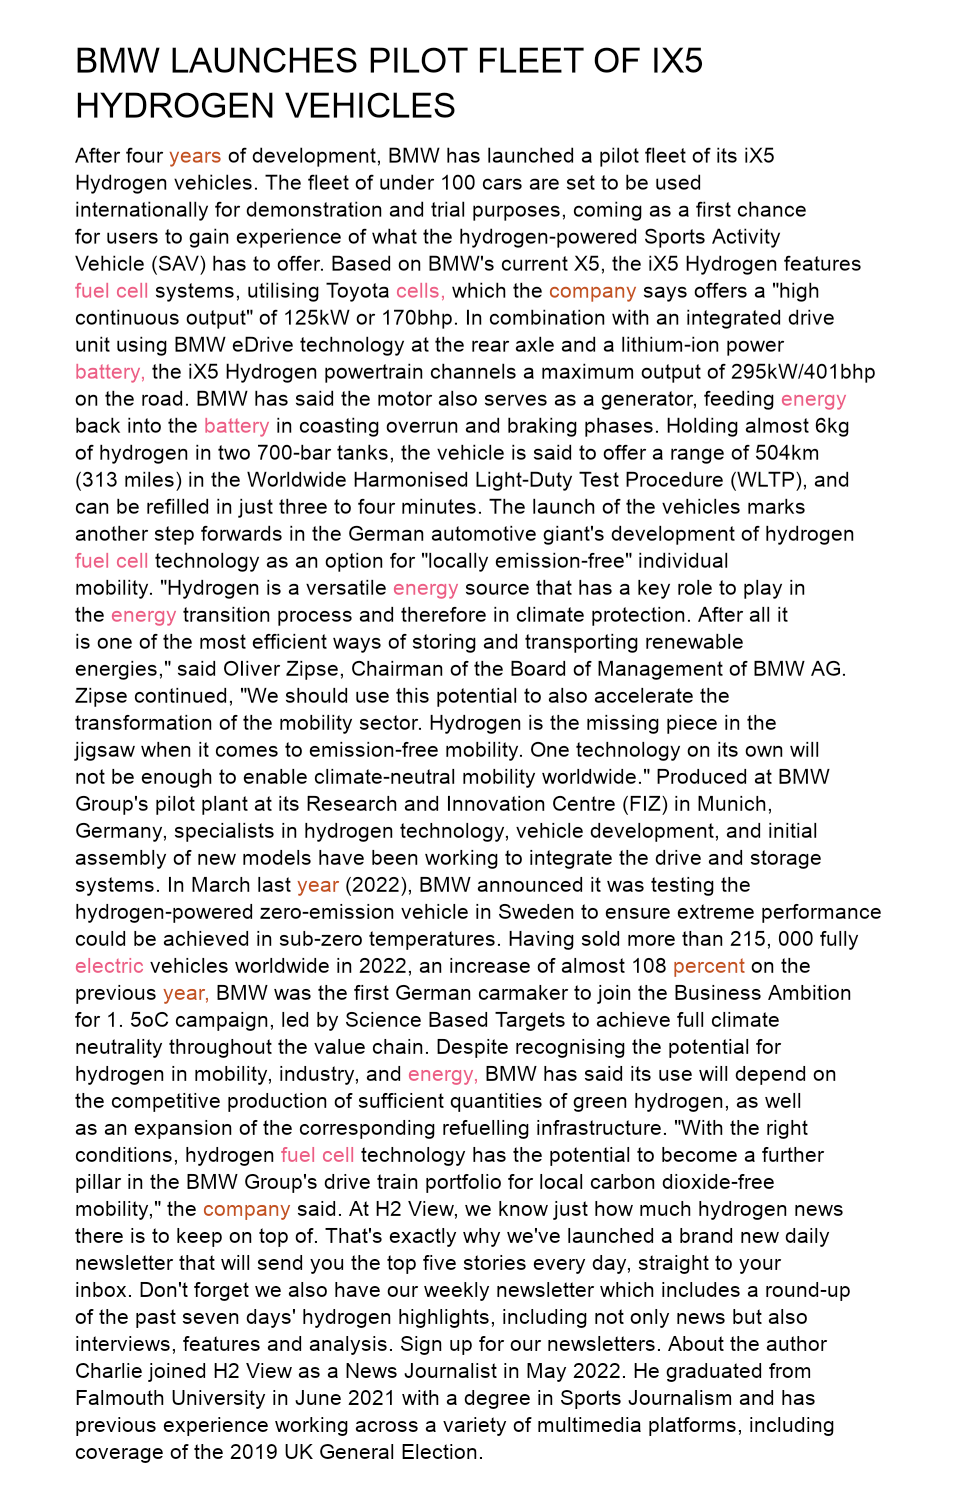 BMW LAUNCHES PILOT FLEET OF IX5
HYDROGEN VEHICLES
After four years of development, BMW has launched a pilot fleet of its iX5
Hydrogen vehicles. The fleet of under 100 cars are set to be used
internationally for demonstration and trial purposes, coming as a first chance
for users to gain experience of what the hydrogen-powered Sports Activity
Vehicle (SAV) has to offer. Based on BMW's current X5, the iX5 Hydrogen features
fuel cell systems, utilising Toyota cells, which the company says offers a "high
continuous output" of 125kW or 170bhp. In combination with an integrated drive
unit using BMW eDrive technology at the rear axle and a lithium-ion power
battery, the iX5 Hydrogen powertrain channels a maximum output of 295kW/401bhp
on the road. BMW has said the motor also serves as a generator, feeding energy
back into the battery in coasting overrun and braking phases. Holding almost 6kg
of hydrogen in two 700-bar tanks, the vehicle is said to offer a range of 504km
(313 miles) in the Worldwide Harmonised Light-Duty Test Procedure (WLTP), and
can be refilled in just three to four minutes. The launch of the vehicles marks
another step forwards in the German automotive giant's development of hydrogen
fuel cell technology as an option for "locally emission-free" individual
mobility. "Hydrogen is a versatile energy source that has a key role to play in
the energy transition process and therefore in climate protection. After all it
is one of the most efficient ways of storing and transporting renewable
energies," said Oliver Zipse, Chairman of the Board of Management of BMW AG.
Zipse continued, "We should use this potential to also accelerate the
transformation of the mobility sector. Hydrogen is the missing piece in the
jigsaw when it comes to emission-free mobility. One technology on its own will
not be enough to enable climate-neutral mobility worldwide." Produced at BMW
Group's pilot plant at its Research and Innovation Centre (FIZ) in Munich,
Germany, specialists in hydrogen technology, vehicle development, and initial
assembly of new models have been working to integrate the drive and storage
systems. In March last year (2022), BMW announced it was testing the
hydrogen-powered zero-emission vehicle in Sweden to ensure extreme performance
could be achieved in sub-zero temperatures. Having sold more than 215, 000 fully
electric vehicles worldwide in 2022, an increase of almost 108 percent on the
previous year, BMW was the first German carmaker to join the Business Ambition
for 1. 5oC campaign, led by Science Based Targets to achieve full climate
neutrality throughout the value chain. Despite recognising the potential for
hydrogen in mobility, industry, and energy, BMW has said its use will depend on
the competitive production of sufficient quantities of green hydrogen, as well
as an expansion of the corresponding refuelling infrastructure. "With the right
conditions, hydrogen fuel cell technology has the potential to become a further
pillar in the BMW Group's drive train portfolio for local carbon dioxide-free
mobility," the company said. At H2 View, we know just how much hydrogen news
there is to keep on top of. That's exactly why we've launched a brand new daily
newsletter that will send you the top five stories every day, straight to your
inbox. Don't forget we also have our weekly newsletter which includes a round-up
of the past seven days' hydrogen highlights, including not only news but also
interviews, features and analysis. Sign up for our newsletters. About the author
Charlie joined H2 View as a News Journalist in May 2022. He graduated from
Falmouth University in June 2021 with a degree in Sports Journalism and has
previous experience working across a variety of multimedia platforms, including
coverage of the 2019 UK General Election.